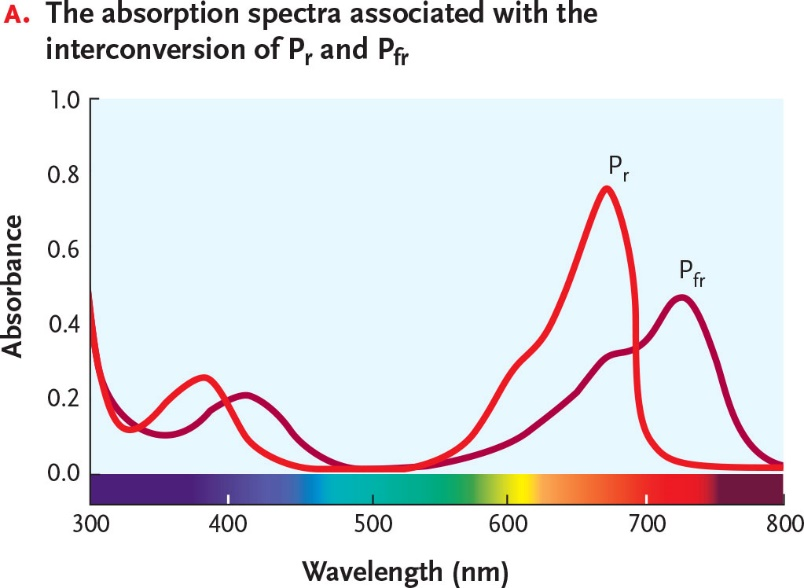 A. The absorption spectra associated with the
interconversion of Pr and Pfr
1.0
0.8
0.6
0.4
0.2
0.0
Absorbance
Pr
Pfr
300 400 500 600 700 800
Wavelength (nm)